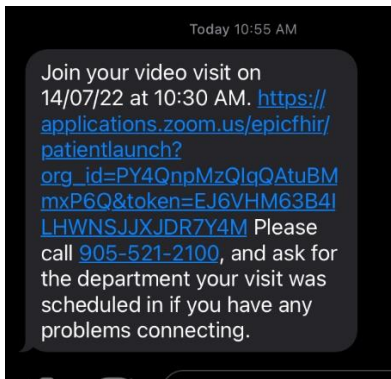 Today 10:55 AM
Join your video visit on
14/07/22 at 10:30 AM. https://
applications.zoom.us/epicfhir/
patientlaunch?
org_id=PY4QnpMzQIqQAtuBM
mxP6Q&token=EJ6VHM63B4I
LHWNSJJXJDR7Y4M Please
call 905-521-2100, and ask for
the department your visit was
scheduled in if you have any
problems connecting.